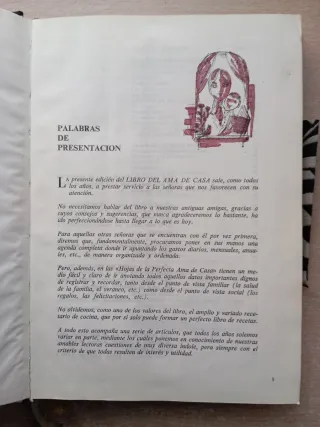 PALABRAS
DE
PRESENTACION
La presente edición del LIBRO DEL AMA DE CASA sale, como todos
los años, a prestar servicio a las señoras que nos favorecen con su
atención.
No necesitamos hablar del libro a nuestras antiguas amigas, gracias a
cuyos consejos y sugerencias, que nunca agradeceremos lo bastante, ha
ido perfeccionándose hasta llegar a lo que es hoy.
Para aquellas otras señoras que se encuentran con él por vez primera,
diremos que, fundamentalmente, procuramos poner en sus manos una
agenda completa donde ir anotando los gastos diarios, mensuales, anuales,
etc., de manera organizada y ordenada.
Pero, además, en las «Hojas de la Perfecta Ama de Casa» tienen un medio
fácil y claro de ir anotando todos aquellos datos importantes dignos
de registrar y recordar, tanto desde el punto de vista familiar (la salud
de la familia, el veraneo, etc.) como desde el punto de vista social (los
regalos, las felicitaciones, etc.).
No olvidemos, como uno de los valores del libro, el amplio y variado recetario
de cocina, que por sí solo puede formar un perfecto libro de recetas.
A todo esto acompaña una serie de artículos, que todos los años solemos
variar en parte, mediante los cuales ponemos en conocimiento de nuestras
amables lectoras cuestiones de muy diversa índole, pero siempre con el
criterio de que todas resulten de interés y utilidad.